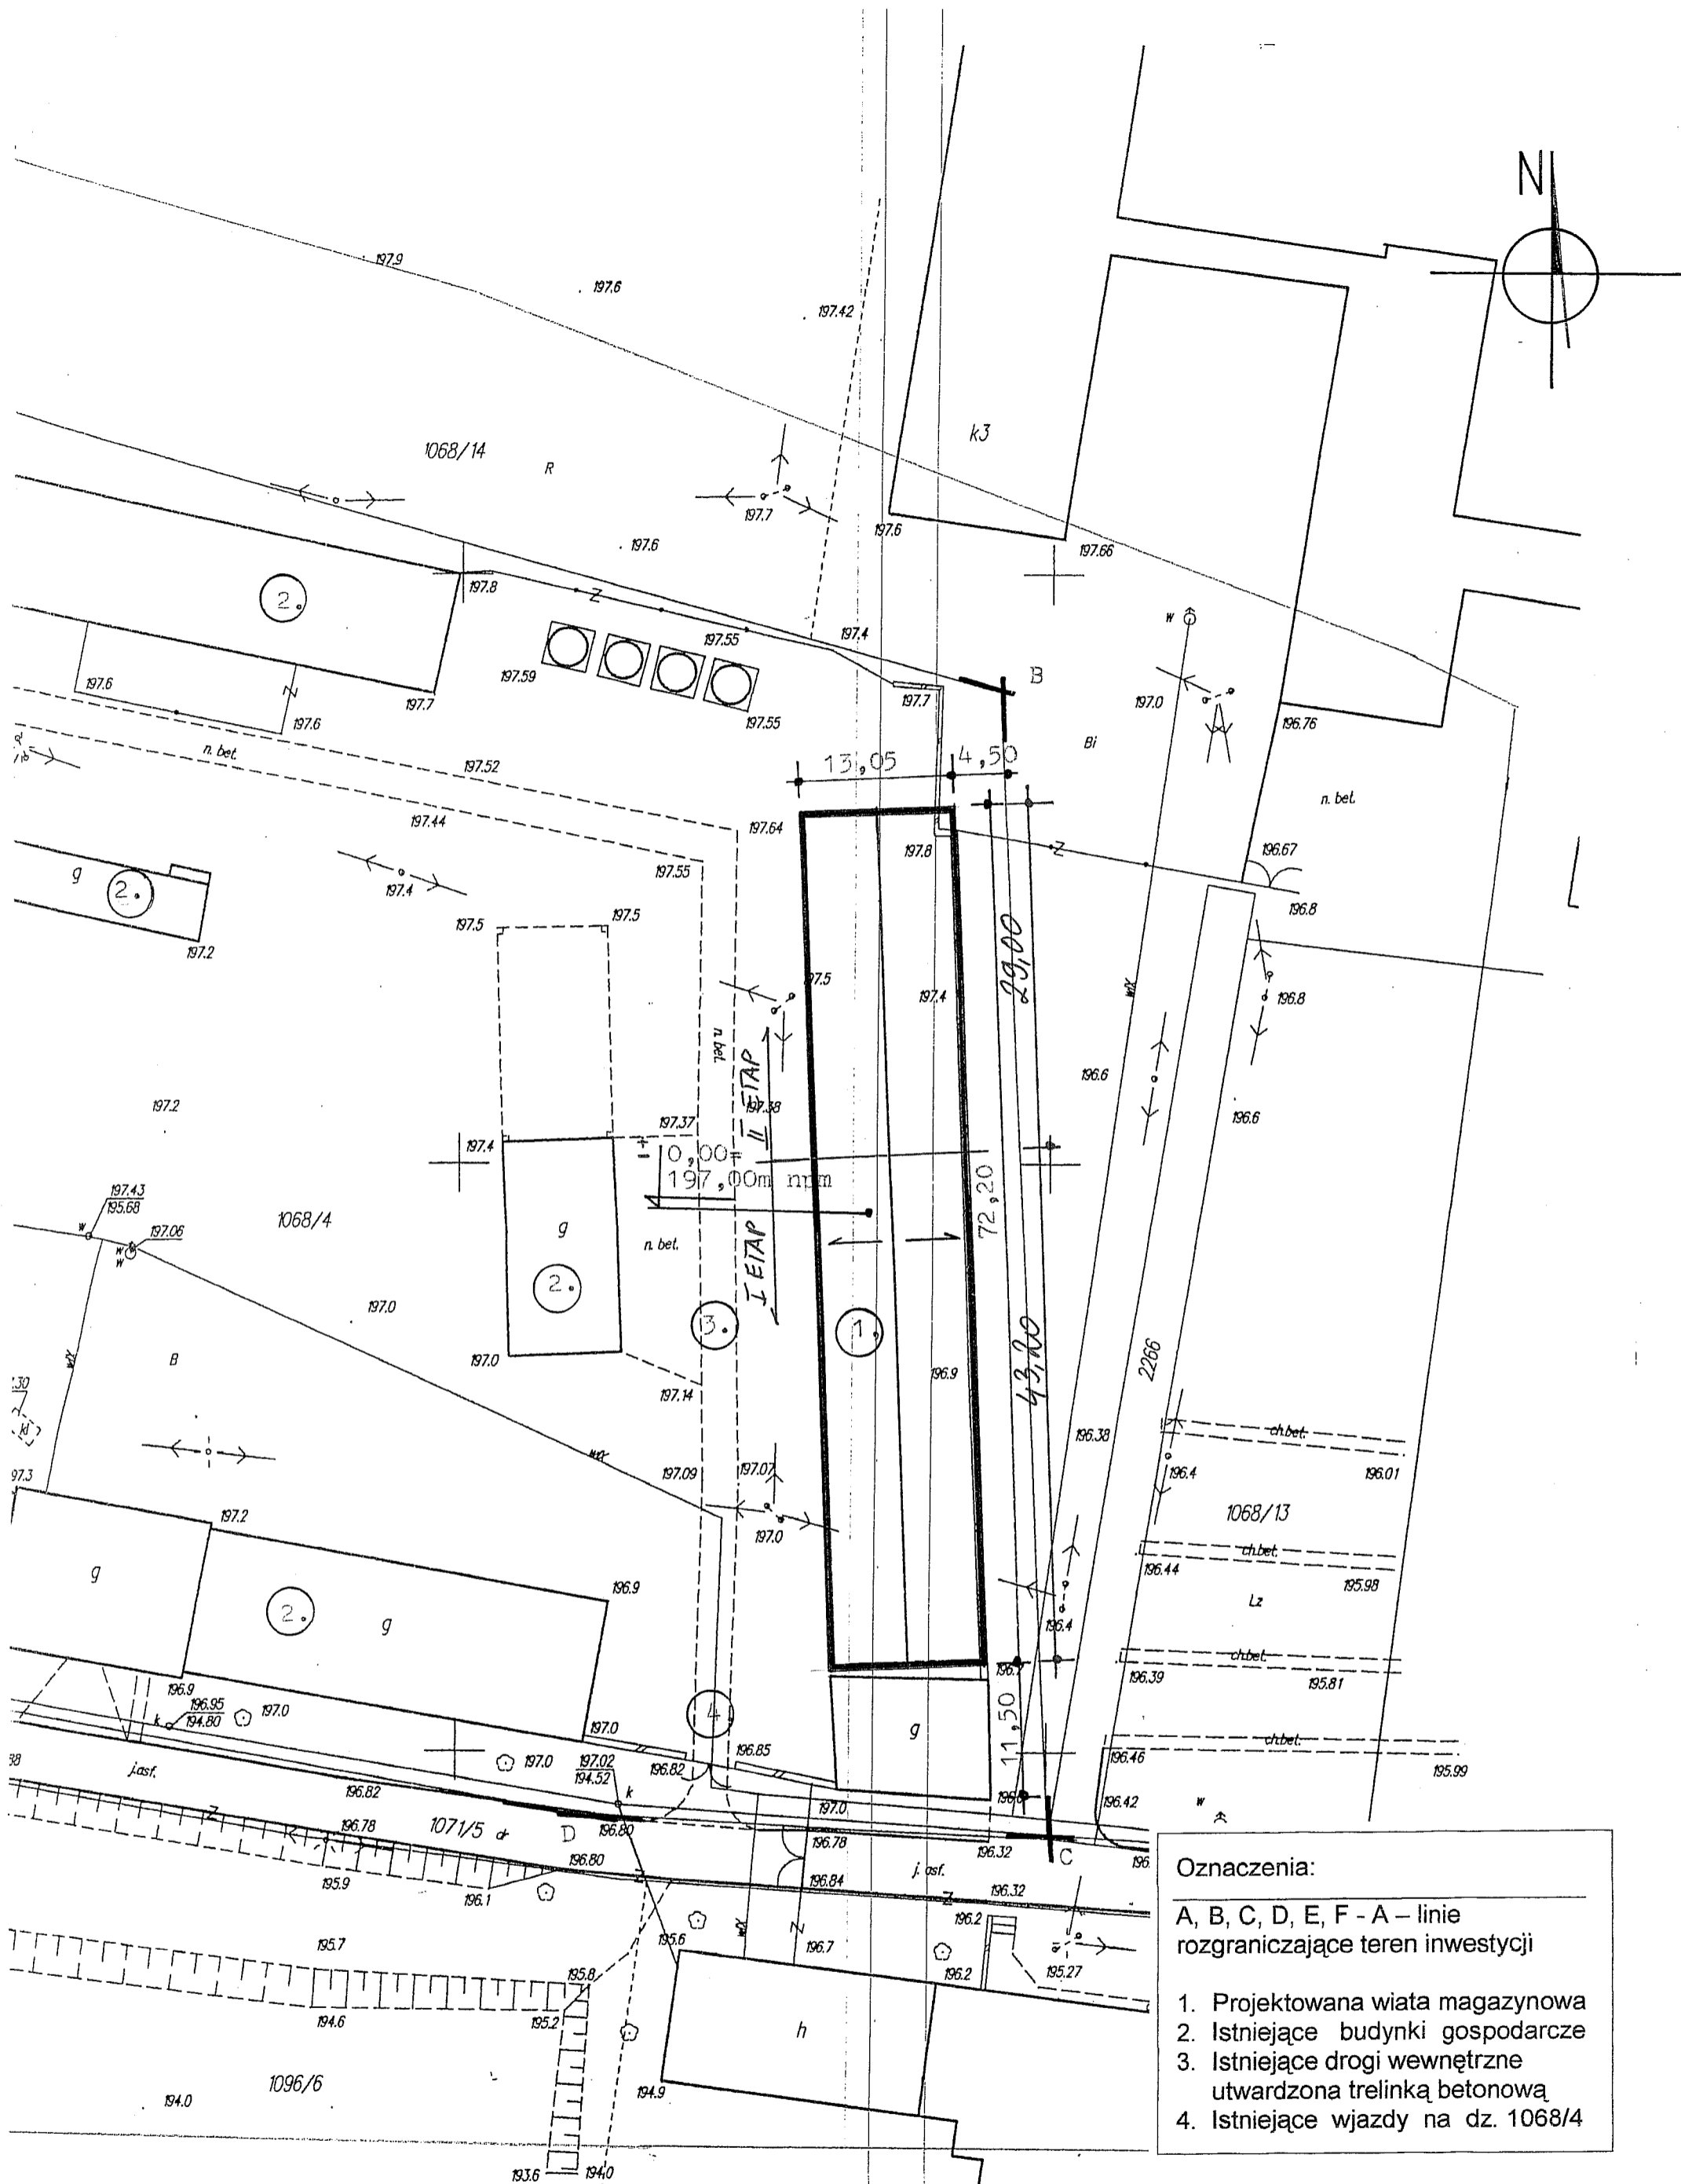 N
197.9
197.6
197.42
k3
1068/14
R
197.7
197.6
197.66
197.6
2.
197.8
Z
197.55
197.4
w
197.59
B
197.6
197.7
197.55
197.7
197.0
196.76
Z
197.6
n. bet.
Bi
197.52
13,05
4,50
n. bet.
197.44
197.64
197.8
Z
196.67
g
2.
197.4
197.55
196.8
197.2
197.5
197.5
29,00
197.5
197.4
wX
196.8
n. bet.
II ETAP
196.6
197.2
197.38
196.6
197.37
197.4
± 0,00=
197,00m npm
72,20
197.43
195.68
w
197.06
w
w
1068/4
g
n. bet.
I ETAP
2.
197.0
3.
1.
43,20
2266
wX
B
197.0
196.9
197.14
.30
kl
196.38
ch.bet.
97.3
197.09
197.07
196.4
196.01
197.2
197.0
1068/13
ch.bet.
g
196.9
196.44
195.98
2.
g
196.4
Lz
ch.bet.
196.9
196.39
195.81
196.95
194.80
k
197.0
4.
11,50
g
197.0
196.85
ch.bet.
197.0
197.02
194.52
196.82
196.46
195.99
j.asf.
k
196.82
197.0
196.42
w
Z
196.78
1071/5 dr
D
196.80
196.78
196.32
C
196.
196.80
Z
196.84
j. asf.
195.9
196.1
Z
196.32
196.2
195.6
wX
Z
196.7
195.7
196.2
195.27
195.8
194.6
195.2
h
1096/6
194.9
194.0
193.6
194.0
Oznaczenia:
A, B, C, D, E, F - A – linie
rozgraniczające teren inwestycji
1. Projektowana wiata magazynowa
2. Istniejące budynki gospodarcze
3. Istniejące drogi wewnętrzne
utwardzona trelinką betonową
4. Istniejące wjazdy na dz. 1068/4